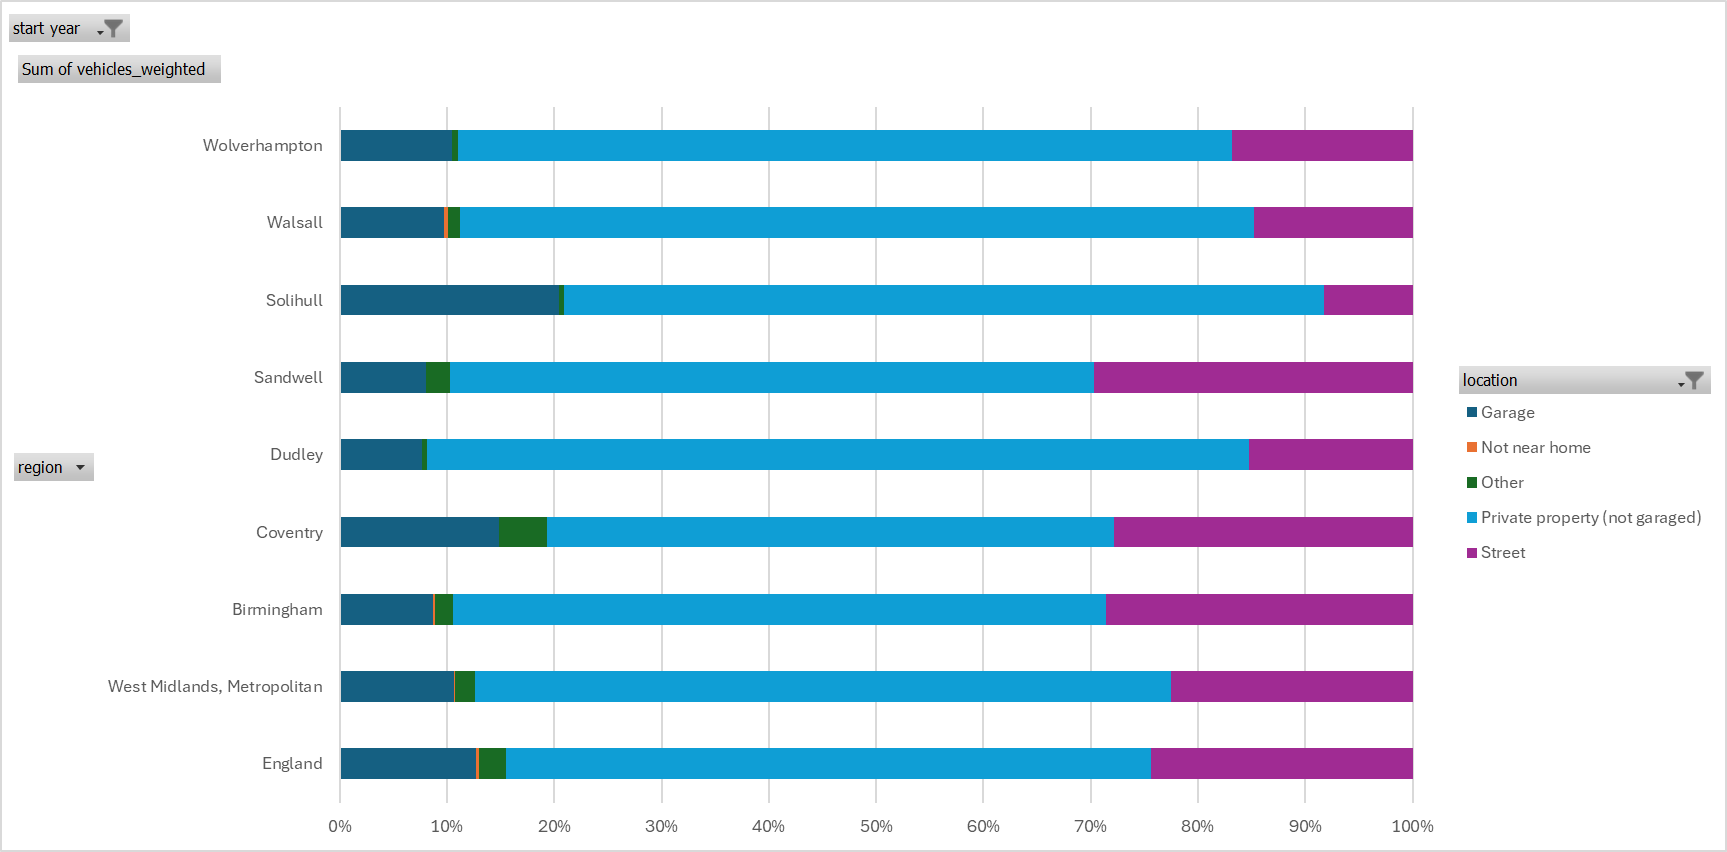 start year
Sum of vehicles_weighted
Wolverhampton
Walsall
Solihull
Sandwell
Dudley
Coventry
Birmingham
West Midlands, Metropolitan
England
region
0% 10% 20% 30% 40% 50% 60% 70% 80% 90% 100%
location
Garage
Not near home
Other
Private property (not garaged)
Street